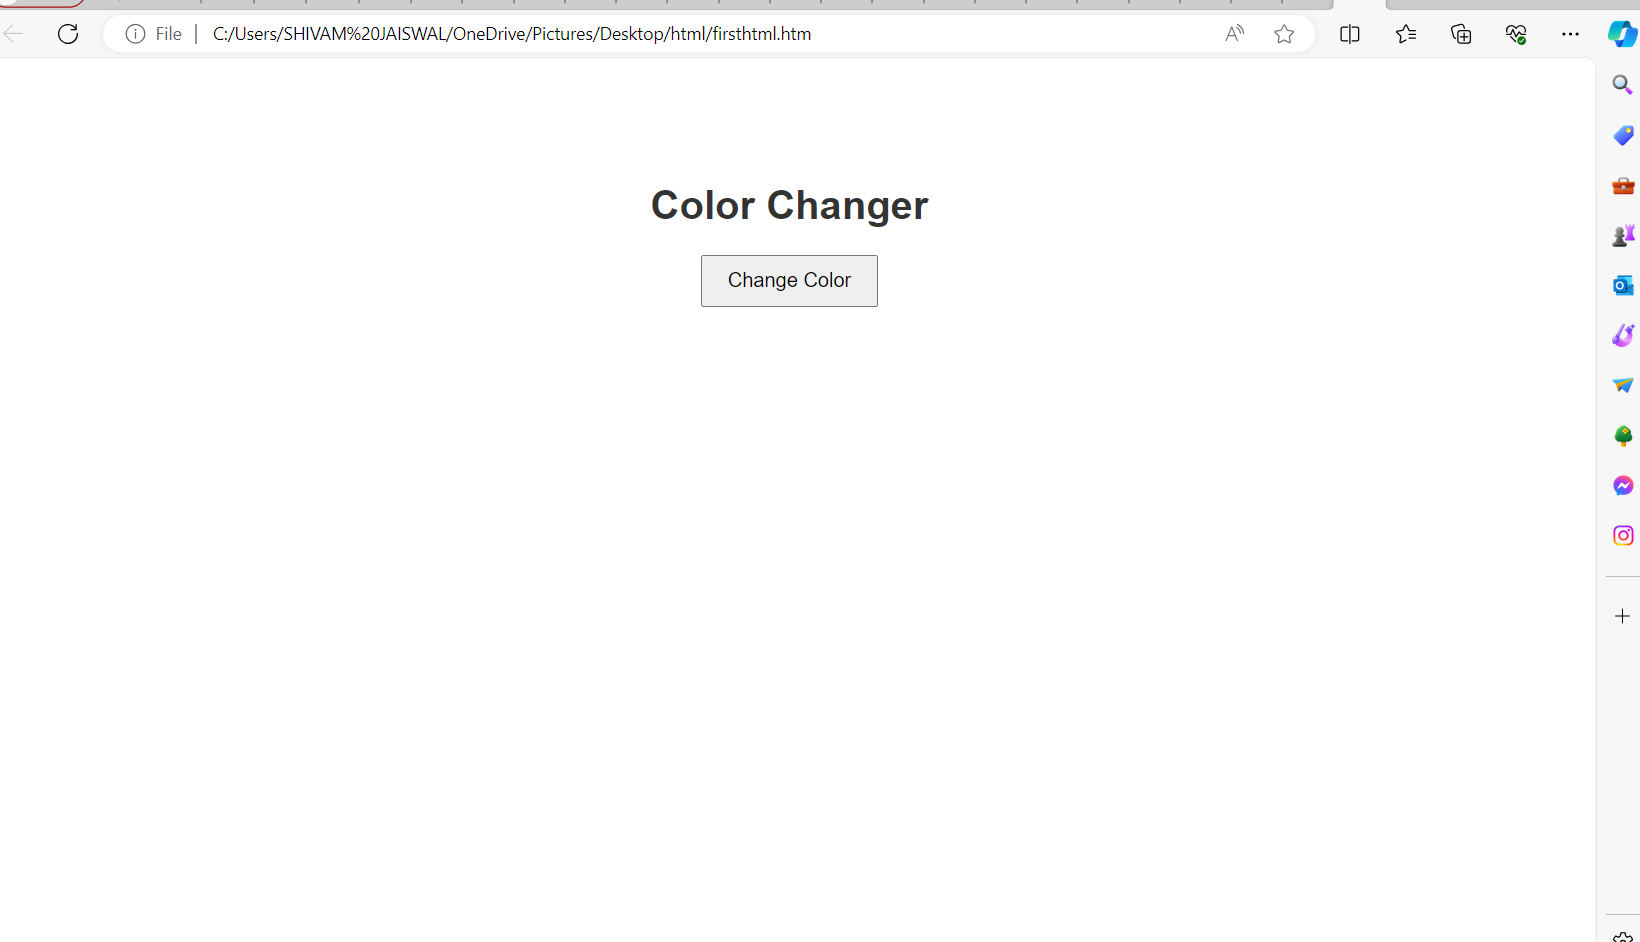 File
C:/Users/SHIVAM%20JAISWAL/OneDrive/Pictures/Desktop/html/firsthtml.htm
Color Changer
Change Color